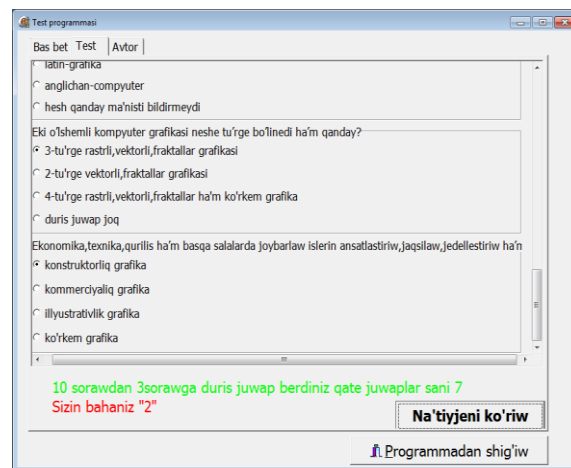 Test programmasi
Bas bet Test Avtor
latin-grafika
anglichan-compyuter
hesh qanday ma'nisti bildirmeydi
Eki o'lshemli kompyuter grafikasi neshe tu'rge bo'linedi ha'm qanday?
3-tu'rge rastrli,vektorli,fraktallar grafikasi
2-tu'rge vektorli,fraktallar grafikasi
4-tu'rge rastrli,vektorli,fraktallar ha'm ko'rkem grafika
duris juwap joq
Ekonomika,texnika,qurilis ha'm basqa salalarda joybarlaw islerin ansatlastiriw,jaqsilaw,jedellestiriw ha'n
konstruktorliq grafika
kommerciyaliq grafika
illyustrativlik grafika
ko'rkem grafika
10 sorawdan 3sorawga duris juwap berdiniz qate juwaplar sani 7
Sizin bahaniz "2"
Na'tiyjeni ko'riw
Programmadan shig'iw